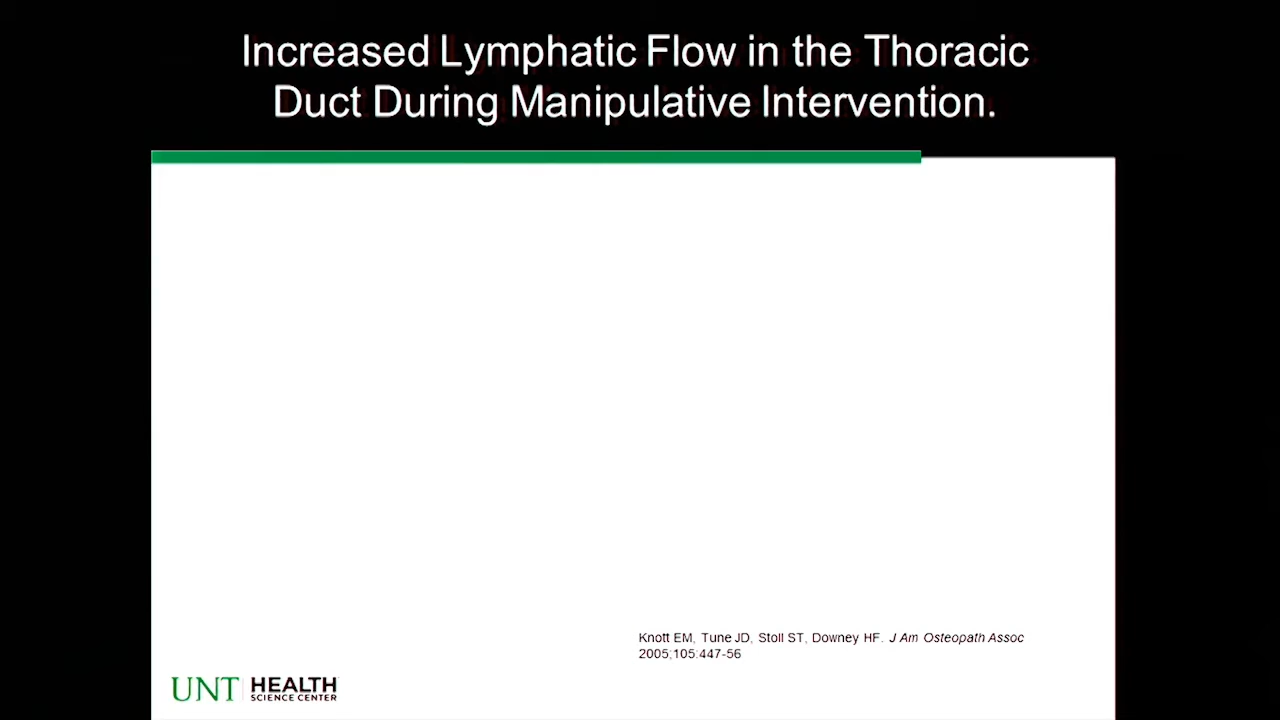 Increased Lymphatic Flow in the Thoracic
Duct During Manipulative Intervention.
Knott EM, Tune JD, Stoll ST, Downey HF. J Am Osteopath Assoc
2005;105:447-56
UNT HEALTH
SCIENCE CENTER